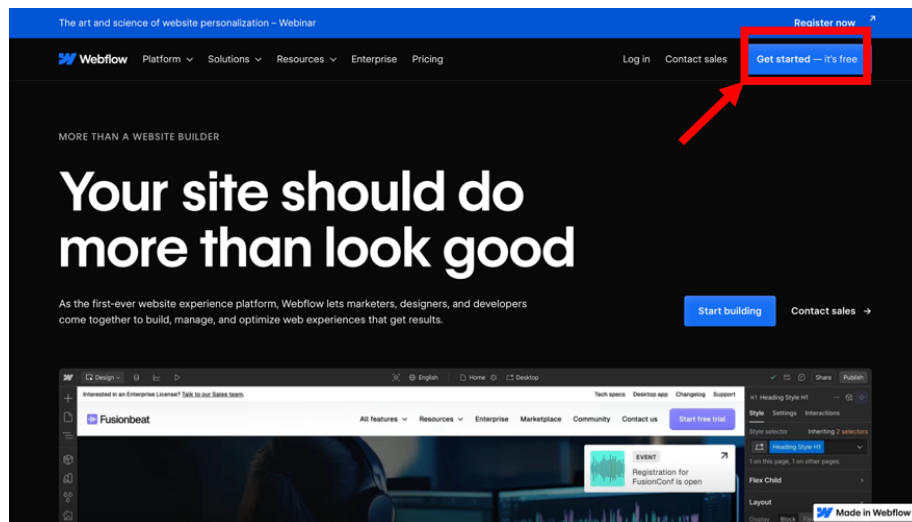 The art and science of website personalization – Webinar
Register now
Webflow Platform Solutions Resources Enterprise Pricing
Log in Contact sales Get started — it's free
MORE THAN A WEBSITE BUILDER
Your site should do
more than look good
As the first-ever website experience platform, Webflow lets marketers, designers, and developers
come together to build, manage, and optimize web experiences that get results.
Start building Contact sales
Design English Home Desktop Share Publish
Interested in an Enterprise License? Talk to our Sales team. Tech specs Desktop app Changelog Support
Fusionbeat All features Resources Enterprise Marketplace Community Contact us Start free trial
EVENT
Registration for
FusionConf is open
H1 Heading Style H1
Style Settings Interactions
Style selector Inheriting 2 selectors
Heading Style H1
1 on this page, 1 on other pages.
Flex Child
Layout
Display Block
Made in Webflow